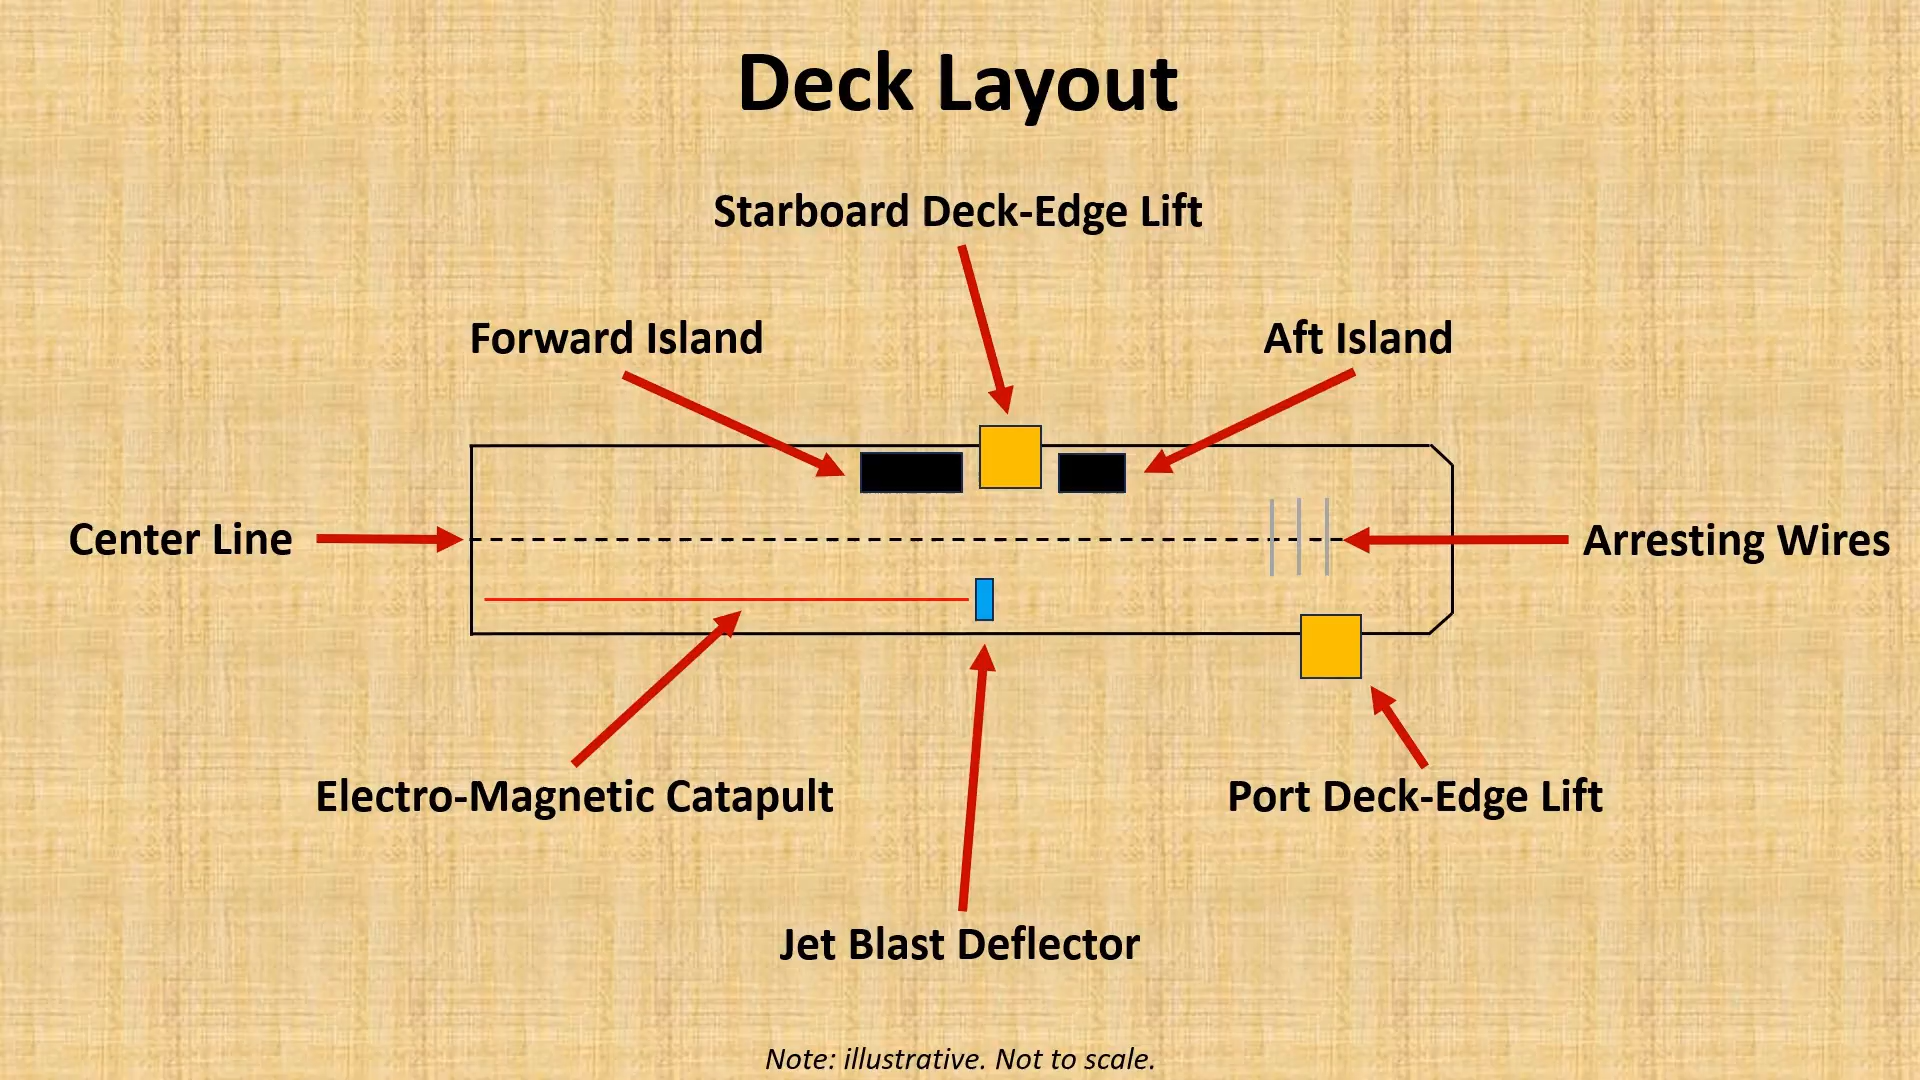 Deck Layout
Starboard Deck-Edge Lift
Forward Island
Aft Island
Center Line
Arresting Wires
Electro-Magnetic Catapult
Port Deck-Edge Lift
Jet Blast Deflector
Note: illustrative. Not to scale.